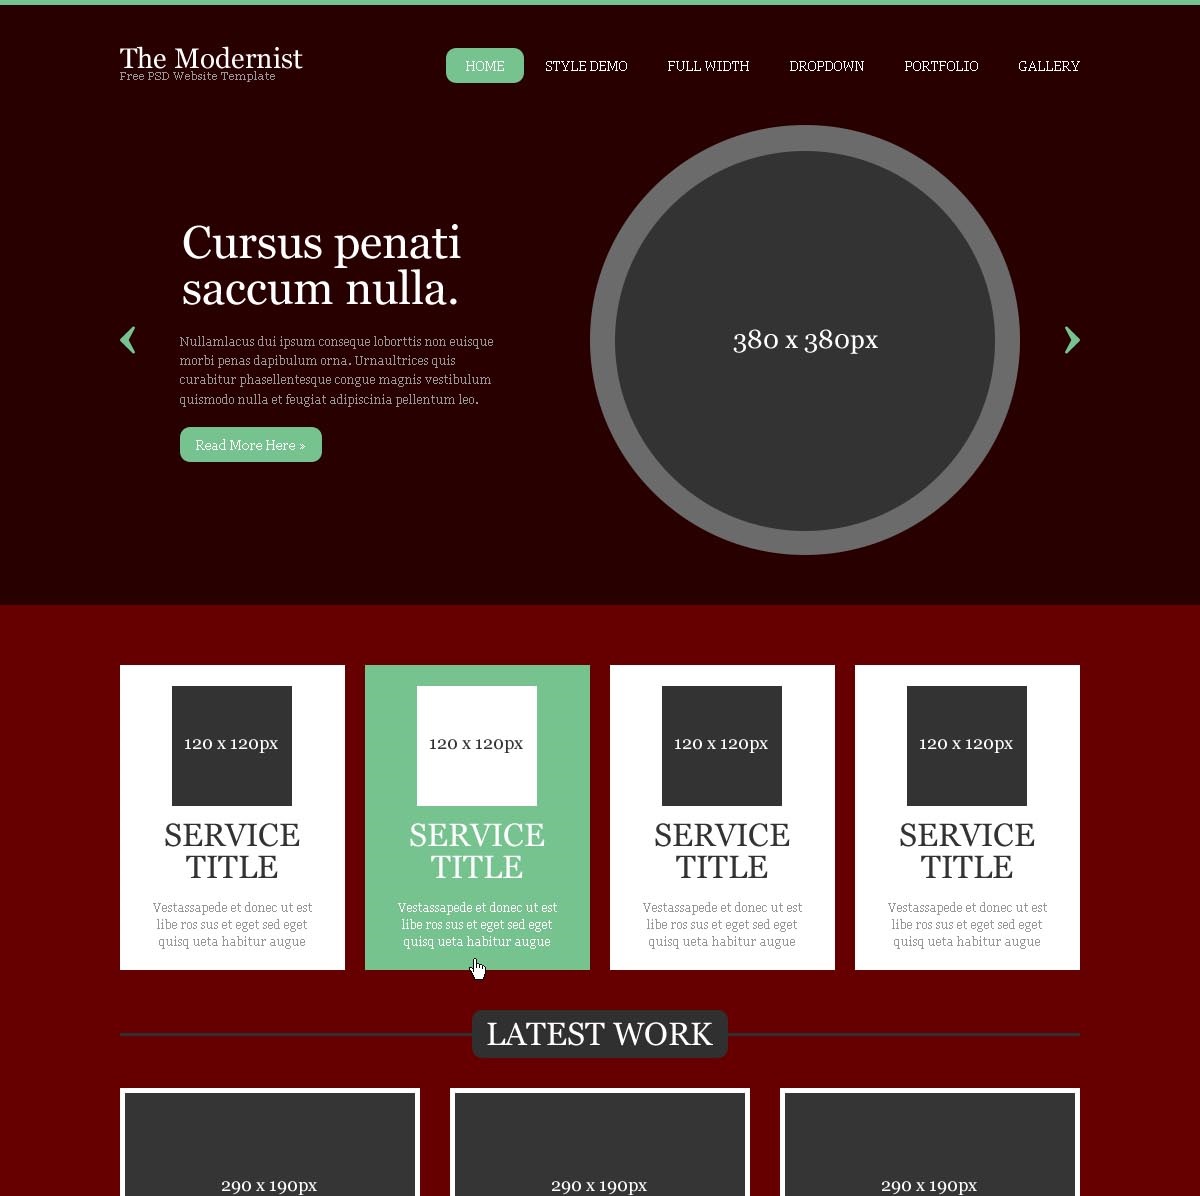 The Modernist
Free PSD Website Template
HOME STYLE DEMO FULL WIDTH DROPDOWN PORTFOLIO GALLERY
Cursus penati
saccum nulla.
Nullamlacus dui ipsum conseque loborttis non euisque
morbi penas dapibulum orna. Urnaultrices quis
curabitur phasellentesque congue magnis vestibulum
quismodo nulla et feugiat adipiscinia pellentum leo.
Read More Here »
380 x 380px
120 x 120px
SERVICE
TITLE
Vestassapede et donec ut est
libe ros sus et eget sed eget
quisq ueta habitur augue
120 x 120px
SERVICE
TITLE
Vestassapede et donec ut est
libe ros sus et eget sed eget
quisq ueta habitur augue
120 x 120px
SERVICE
TITLE
Vestassapede et donec ut est
libe ros sus et eget sed eget
quisq ueta habitur augue
120 x 120px
SERVICE
TITLE
Vestassapede et donec ut est
libe ros sus et eget sed eget
quisq ueta habitur augue
LATEST WORK
290 x 190px
290 x 190px
290 x 190px